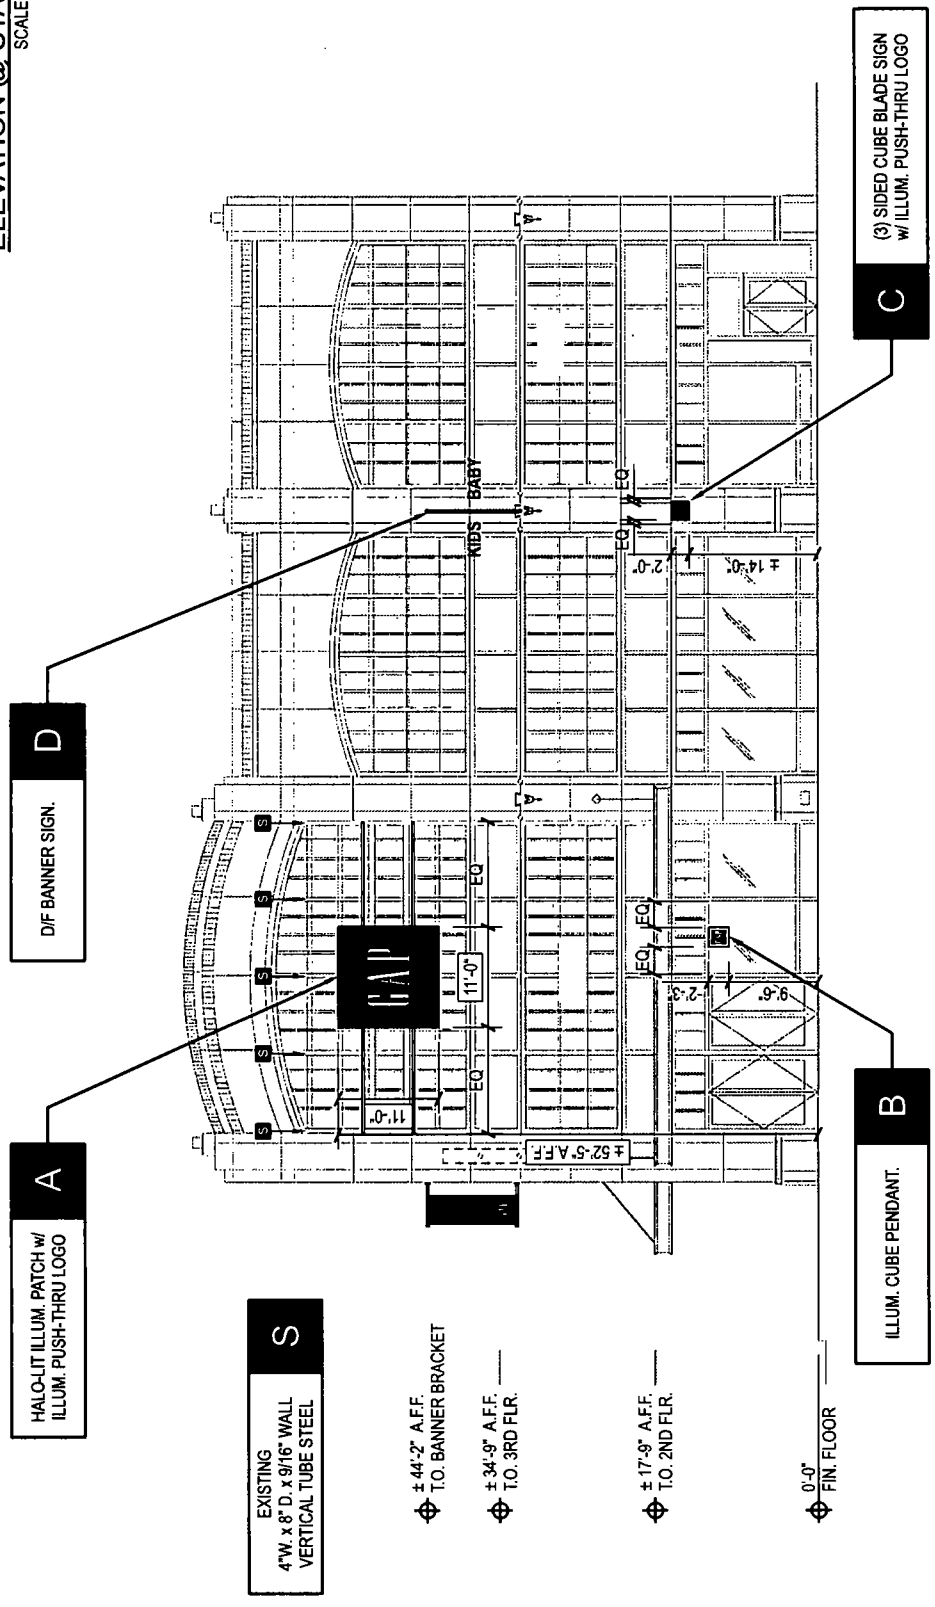 SCALE
A
HALO-LIT ILLUM. PATCH w/
ILLUM. PUSH-THRU LOGO
D
D/F BANNER SIGN.
S
EXISTING
4"W. x 8" D. x 9/16" WALL
VERTICAL TUBE STEEL
S
S
S
S
S
GAP
11'-0"
11'-0"
EQ
EQ
± 52'-5" A.F.F.
KIDS
BABY
EQ
EQ
2'-0"
± 14'-0"
EQ
EQ
2'-3"
9'-6"
± 44'-2" A.F.F.
T.O. BANNER BRACKET
± 34'-9" A.F.F.
T.O. 3RD FLR.
± 17'-9" A.F.F.
T.O. 2ND FLR.
0'-0"
FIN. FLOOR
B
ILLUM. CUBE PENDANT.
C
(3) SIDED CUBE BLADE SIGN
w/ ILLUM. PUSH-THRU LOGO